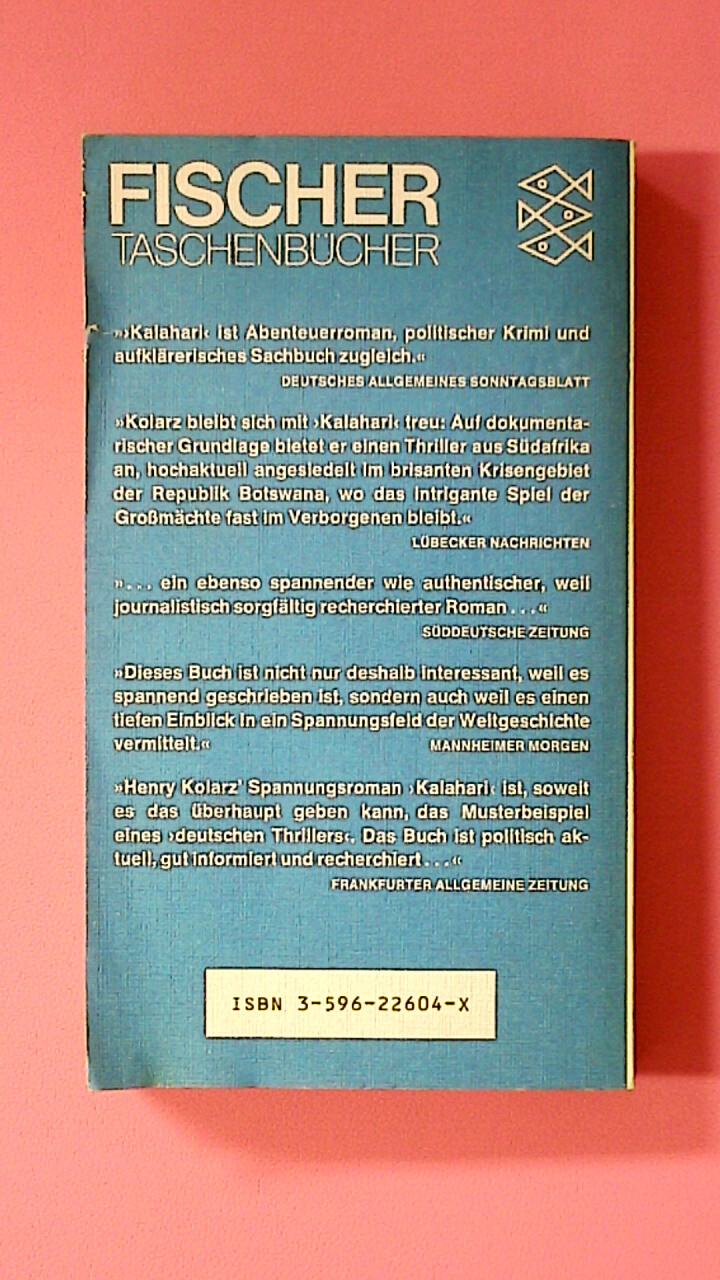 FISCHER
TASCHENBÜCHER
»›Kalahari‹ ist Abenteuerroman, politischer Krimi und
aufklärerisches Sachbuch zugleich.«
DEUTSCHES ALLGEMEINES SONNTAGSBLATT
»Kolarz bleibt sich mit ›Kalahari‹ treu: Auf dokumenta-
rischer Grundlage bietet er einen Thriller aus Südafrika
an, hochaktuell angesiedelt im brisanten Krisengebiet
der Republik Botswana, wo das intrigante Spiel der
Großmächte fast im Verborgenen bleibt.«
LÜBECKER NACHRICHTEN
»... ein ebenso spannender wie authentischer, weil
journalistisch sorgfältig recherchierter Roman ...«
SÜDDEUTSCHE ZEITUNG
»Dieses Buch ist nicht nur deshalb interessant, weil es
spannend geschrieben ist, sondern auch weil es einen
tiefen Einblick in ein Spannungsfeld der Weltgeschichte
vermittelt.« MANNHEIMER MORGEN
»Henry Kolarz' Spannungsroman ›Kalahari‹ ist, soweit
es das überhaupt geben kann, das Musterbeispiel
eines ›deutschen Thrillers‹. Das Buch ist politisch ak-
tuell, gut informiert und recherchiert ...«
FRANKFURTER ALLGEMEINE ZEITUNG
ISBN 3-596-22604-X